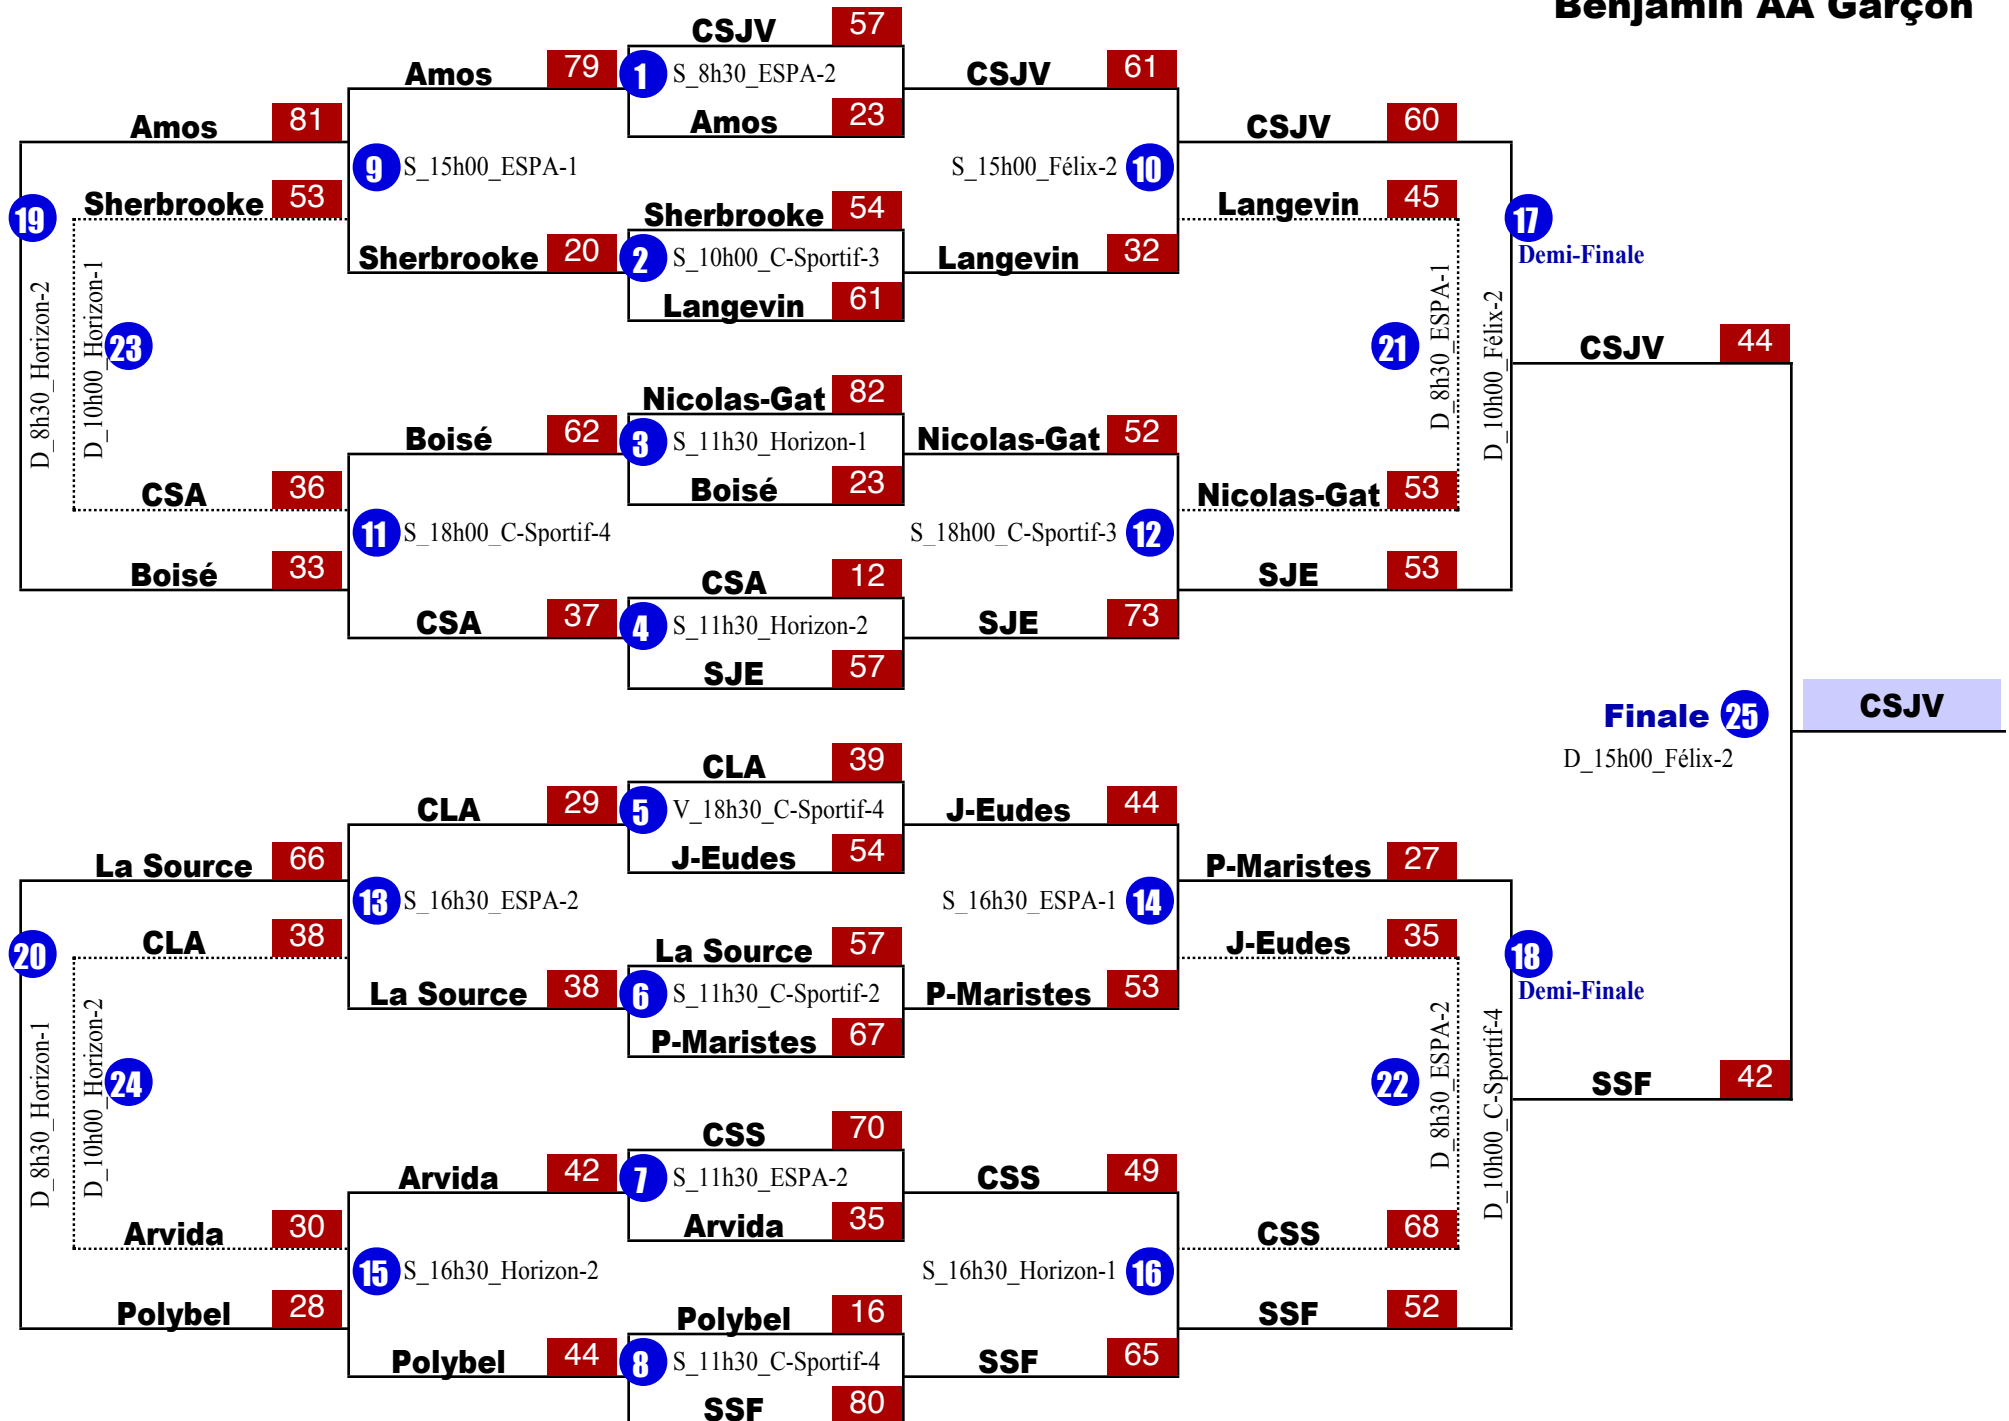 Benjamin AA Garçon
CSJV 57
Amos 79 1 S_8h30_ESPA-2 CSJV 61
Amos 81 Amos 23 CSJV 60
9 S_15h00_ESPA-1 S_15h00_Félix-2 10
Sherbrooke 53 Sherbrooke 54 Langevin 45
19 17
Sherbrooke 20 2 S_10h00_C-Sportif-3 Langevin 32 Demi-Finale
Langevin 61
D_8h30_Horizon-2
D_10h00_Horizon-1
23 21
D_8h30_ESPA-1
D_10h00_Félix-2
CSJV 44
Nicolas-Gat 82
Boisé 62 3 S_11h30_Horizon-1 Nicolas-Gat 52
CSA 36 Boisé 23 Nicolas-Gat 53
11 S_18h00_C-Sportif-4 S_18h00_C-Sportif-3 12
Boisé 33 CSA 12 SJE 53
CSA 37 4 S_11h30_Horizon-2 SJE 73
SJE 57
Finale 25 CSJV
D_15h00_Félix-2
CLA 39
CLA 29 5 V_18h30_C-Sportif-4 J-Eudes 44
La Source 66 J-Eudes 54 P-Maristes 27
13 S_16h30_ESPA-2 S_16h30_ESPA-1 14
CLA 38 La Source 57 J-Eudes 35
20 18
La Source 38 6 S_11h30_C-Sportif-2 P-Maristes 53 Demi-Finale
P-Maristes 67
D_8h30_Horizon-1
D_10h00_Horizon-2
24 22
D_8h30_ESPA-2
D_10h00_C-Sportif-4
SSF 42
CSS 70
Arvida 42 7 S_11h30_ESPA-2 CSS 49
Arvida 30 Arvida 35 CSS 68
15 S_16h30_Horizon-2 S_16h30_Horizon-1 16
Polybel 28 Polybel 16 SSF 52
Polybel 44 8 S_11h30_C-Sportif-4 SSF 65
SSF 80